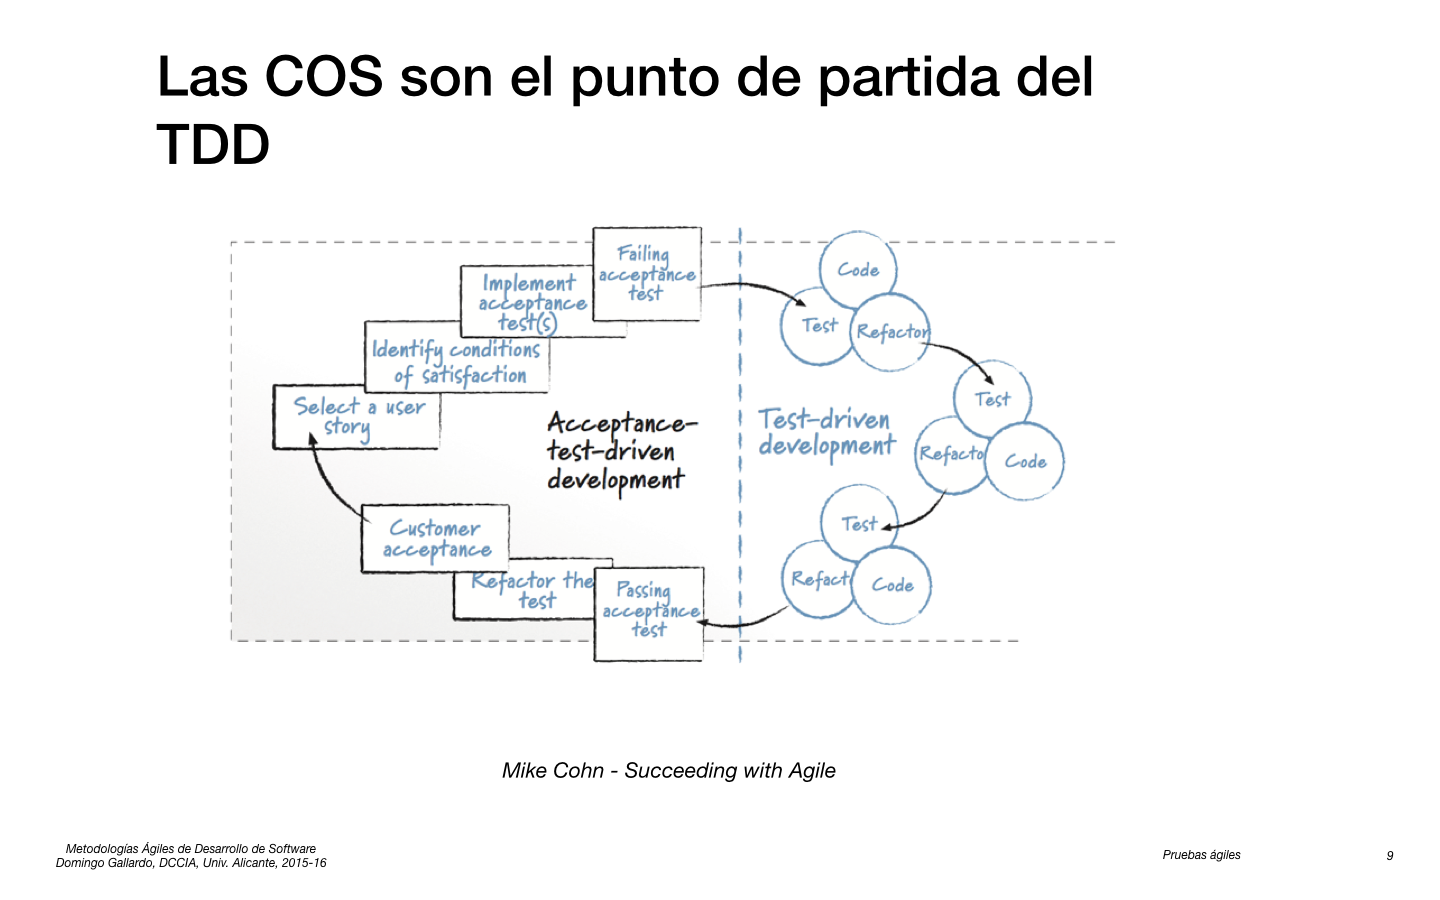 Las COS son el punto de partida del
TDD
Failing
acceptance
test
Implement
acceptance
test(s)
Identify conditions
of satisfaction
Select a user
story
Acceptance-
test-driven
development
Customer
acceptance
Refactor the
test
Passing
acceptance
test
Test-driven
development
Code
Test
Refactor
Test
Refacto
Code
Test
Refact
Code
Mike Cohn - Succeeding with Agile
Metodologías Ágiles de Desarrollo de Software
Domingo Gallardo, DCCIA, Univ. Alicante, 2015-16
Pruebas ágiles
9